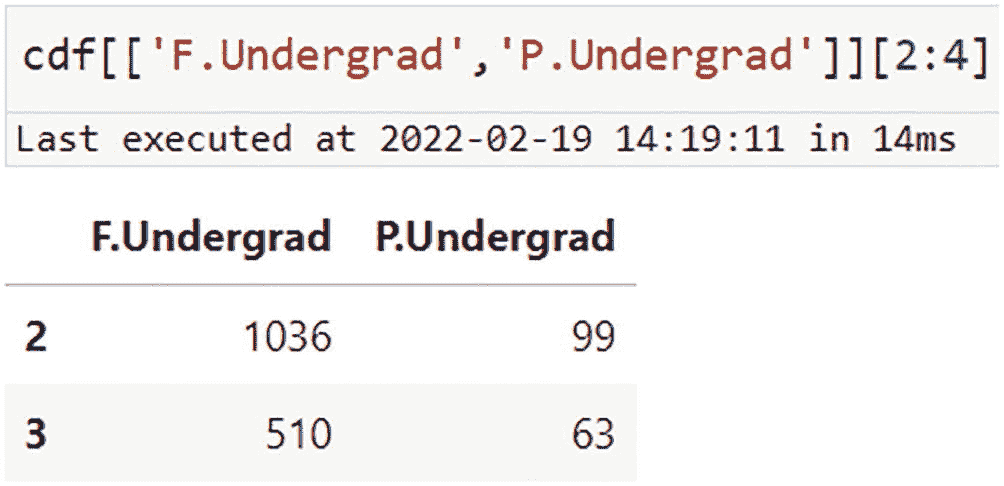 cdf[['F.Undergrad','P.Undergrad']][2:4]
Last executed at 2022-02-19 14:19:11 in 14ms
F.Undergrad P.Undergrad
2 1036 99
3 510 63